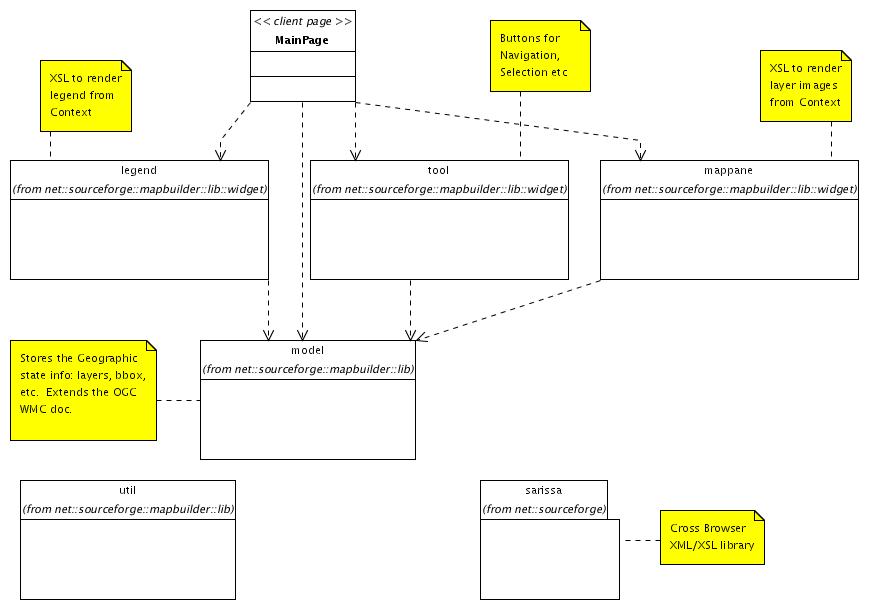 << client page >>
MainPage
Buttons for
Navigation,
Selection etc
XSL to render
legend from
Context
XSL to render
layer images
from Context
legend
(from net::sourceforge::mapbuilder::lib::widget)
tool
(from net::sourceforge::mapbuilder::lib::widget)
mappane
(from net::sourceforge::mapbuilder::lib::widget)
Stores the Geographic
state info: layers, bbox,
etc.  Extends the OGC
WMC doc.
model
(from net::sourceforge::mapbuilder::lib)
util
(from net::sourceforge::mapbuilder::lib)
sarissa
(from net::sourceforge)
Cross Browser
XML/XSL library